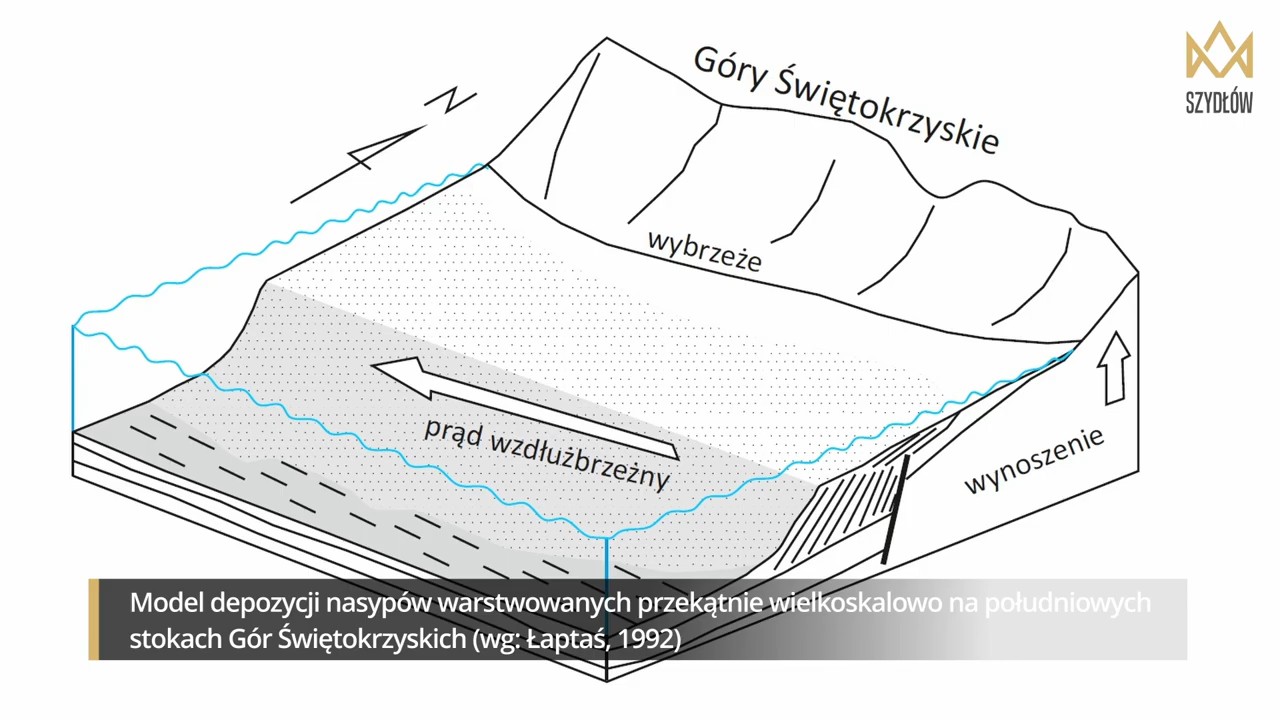 SZYDŁÓW
Góry Świętokrzyskie
N
wybrzeże
prąd wzdłużbrzeżny
wynoszenie
Model depozycji nasypów warstwowanych przekątnie wielkoskalowo na południowych
stokach Gór Świętokrzyskich (wg: Łaptaś, 1992)